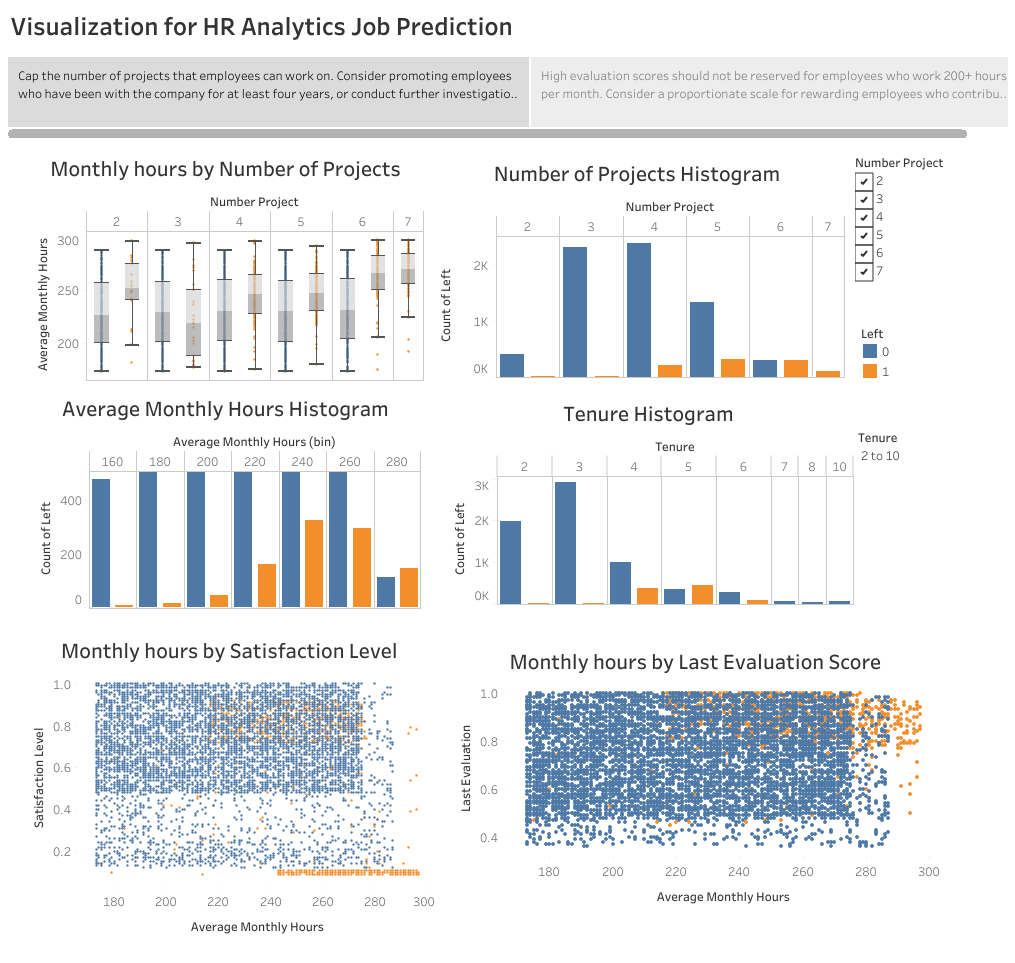 Visualization for HR Analytics Job Prediction
Cap the number of projects that employees can work on. Consider promoting employees
who have been with the company for at least four years, or conduct further investigatio..
High evaluation scores should not be reserved for employees who work 200+ hours
per month. Consider a proportionate scale for rewarding employees who contribu..
Monthly hours by Number of Projects
Number Project
2 3 4 5 6 7
Average Monthly Hours
300
250
200
Number of Projects Histogram
Number Project
2 3 4 5 6 7
Count of Left
2K
1K
0K
Number Project
2
3
4
5
6
7
Left
0
1
Average Monthly Hours Histogram
Average Monthly Hours (bin)
160 180 200 220 240 260 280
Count of Left
400
200
0
Tenure Histogram
Tenure
2 3 4 5 6 7 8 10
Count of Left
3K
2K
1K
0K
Tenure
2 to 10
Monthly hours by Satisfaction Level
Satisfaction Level
1.0
0.8
0.6
0.4
0.2
180 200 220 240 260 280 300
Average Monthly Hours
Monthly hours by Last Evaluation Score
Last Evaluation
1.0
0.8
0.6
0.4
180 200 220 240 260 280 300
Average Monthly Hours